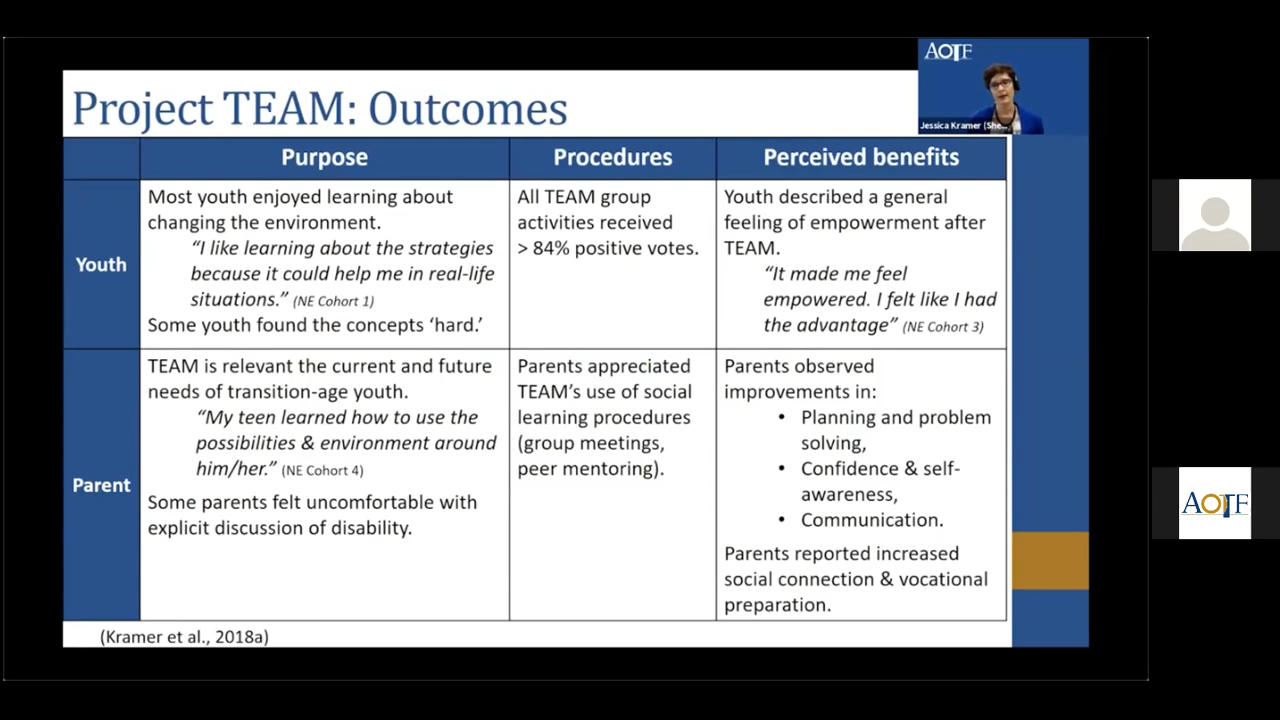 Project TEAM: Outcomes
AOTF
Jessica Kramer (She...
Purpose
Procedures
Perceived benefits
Youth
Most youth enjoyed learning about
changing the environment.
“I like learning about the strategies
because it could help me in real-life
situations.” (NE Cohort 1)
Some youth found the concepts ‘hard.’
All TEAM group
activities received
> 84% positive votes.
Youth described a general
feeling of empowerment after
TEAM.
“It made me feel
empowered. I felt like I had
the advantage” (NE Cohort 3)
Parent
TEAM is relevant the current and future
needs of transition-age youth.
“My teen learned how to use the
possibilities & environment around
him/her.” (NE Cohort 4)
Some parents felt uncomfortable with
explicit discussion of disability.
Parents appreciated
TEAM’s use of social
learning procedures
(group meetings,
peer mentoring).
Parents observed
improvements in:
• Planning and problem
solving,
• Confidence & self-
awareness,
• Communication.
Parents reported increased
social connection & vocational
preparation.
(Kramer et al., 2018a)
AOTF